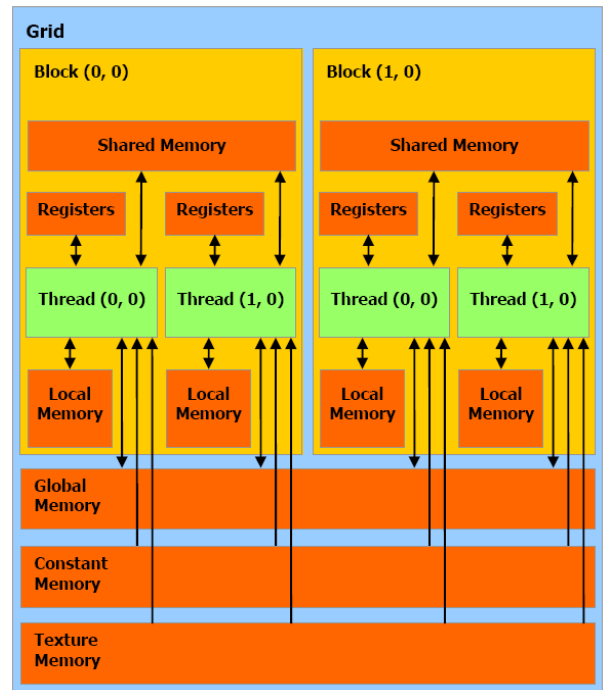 Grid
Block (0, 0)
Block (1, 0)
Shared Memory
Shared Memory
Registers
Registers
Registers
Registers
Thread (0, 0)
Thread (1, 0)
Thread (0, 0)
Thread (1, 0)
Local
Memory
Local
Memory
Local
Memory
Local
Memory
Global
Memory
Constant
Memory
Texture
Memory